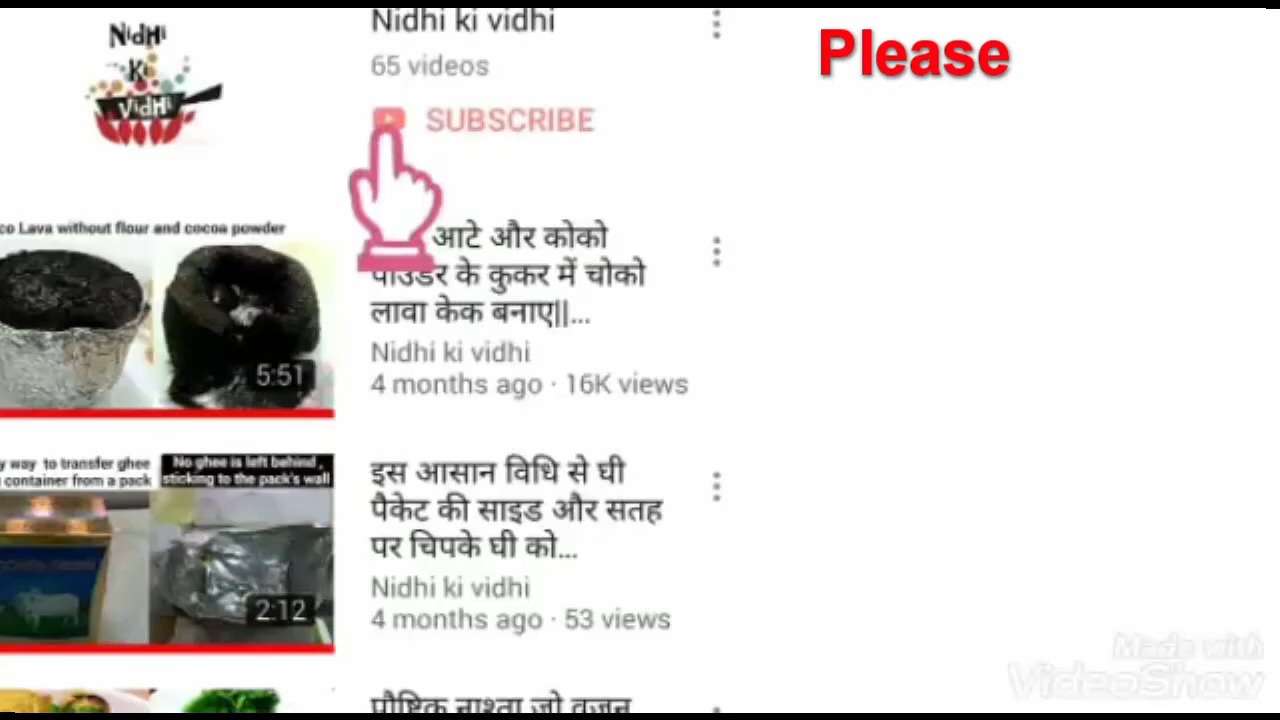 NidHi
Ki
VidHi
Nidhi ki vidhi
65 videos
SUBSCRIBE
Please
co Lava without flour and cocoa powder
5:51
आटे और कोको
पाउडर के कुकर में चोको
लावा केक बनाए||...
Nidhi ki vidhi
4 months ago · 16K views
y way to transfer ghee
container from a pack
No ghee is left behind,
sticking to the pack's wall
2:12
इस आसान विधि से घी
पैकेट की साइड और सतह
पर चिपके घी को...
Nidhi ki vidhi
4 months ago · 53 views
पौष्टिक नाश्ता जो वजन
Made with
VideoShow